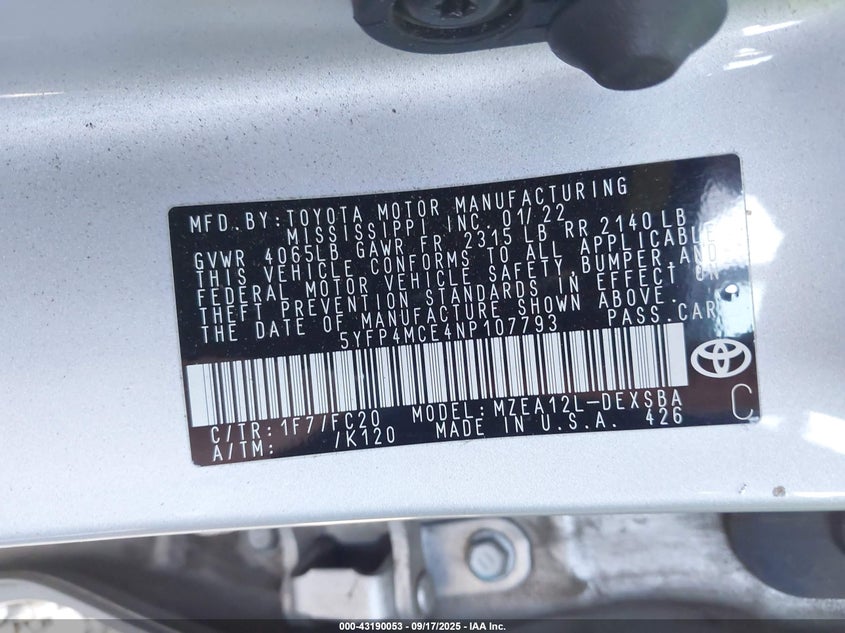 MFD. BY: TOYOTA MOTOR MANUFACTURING
MISSISSIPPI INC. 01/22
GVWR 4065LB GAWR FR 2315 LB RR 2140 LB
THIS VEHICLE CONFORMS TO ALL APPLICABLE
FEDERAL MOTOR VEHICLE SAFETY, BUMPER, AND
THEFT PREVENTION STANDARDS IN EFFECT ON
THE DATE OF MANUFACTURE SHOWN ABOVE.
5YFP4MCE4NP107793 PASS. CAR
C/TR: 1F7/FC20 MODEL: MZEA12L-DEXSBA
A/TM: /K120 MADE IN U.S.A. 426
C
000-43190053 - 09/17/2025 - IAA Inc.